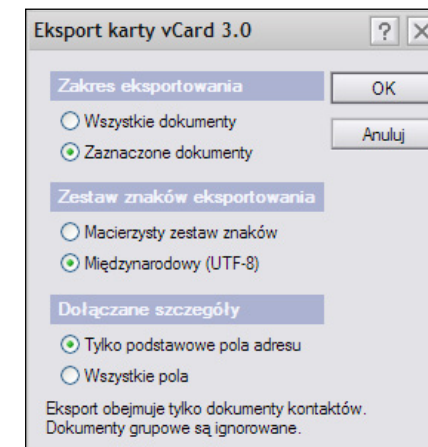 Eksport karty vCard 3.0
Zakres eksportowania
OK
Wszystkie dokumenty
Anuluj
Zaznaczone dokumenty
Zestaw znaków eksportowania
Macierzysty zestaw znaków
Międzynarodowy (UTF-8)
Dołączane szczegóły
Tylko podstawowe pola adresu
Wszystkie pola
Eksport obejmuje tylko dokumenty kontaktów.
Dokumenty grupowe są ignorowane.